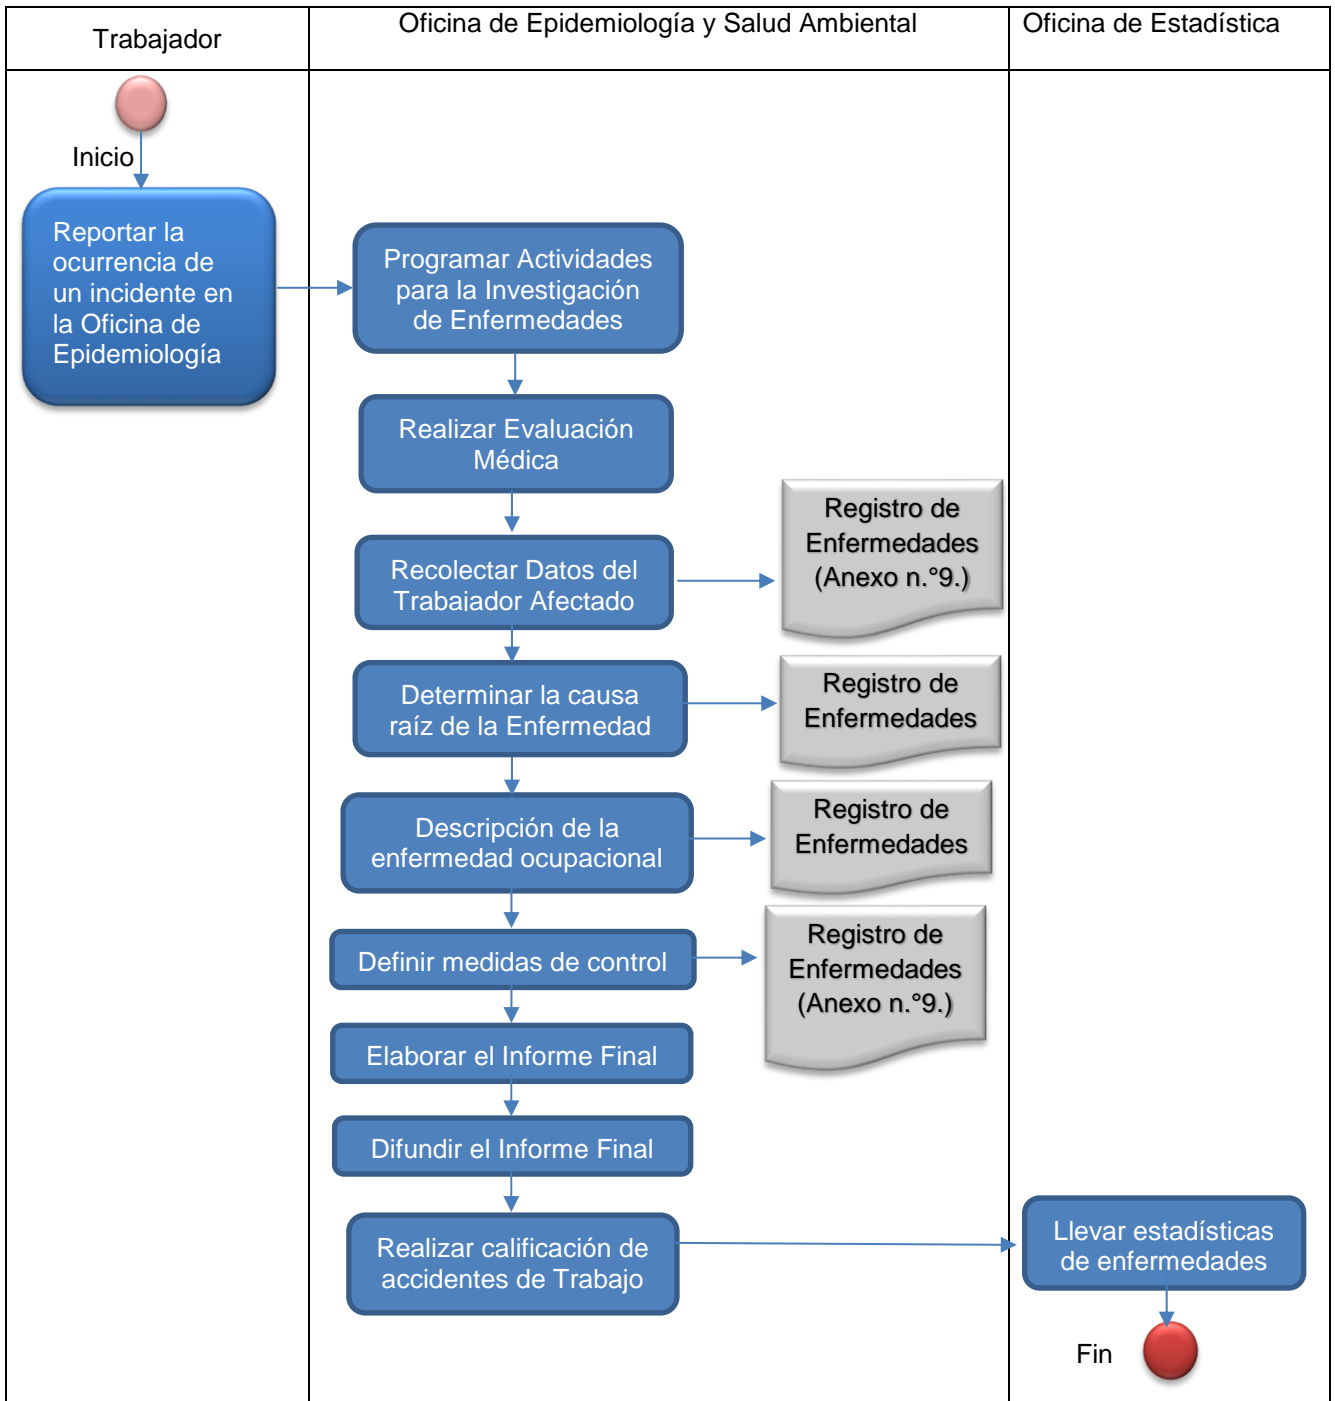 Trabajador
Oficina de Epidemiología y Salud Ambiental
Oficina de Estadística
Inicio
Reportar la
ocurrencia de
un incidente en
la Oficina de
Epidemiología
Programar Actividades
para la Investigación
de Enfermedades
Realizar Evaluación
Médica
Recolectar Datos del
Trabajador Afectado
Registro de
Enfermedades
(Anexo n.°9.)
Determinar la causa
raíz de la Enfermedad
Registro de
Enfermedades
Descripción de la
enfermedad ocupacional
Registro de
Enfermedades
Definir medidas de control
Registro de
Enfermedades
(Anexo n.°9.)
Elaborar el Informe Final
Difundir el Informe Final
Realizar calificación de
accidentes de Trabajo
Llevar estadísticas
de enfermedades
Fin